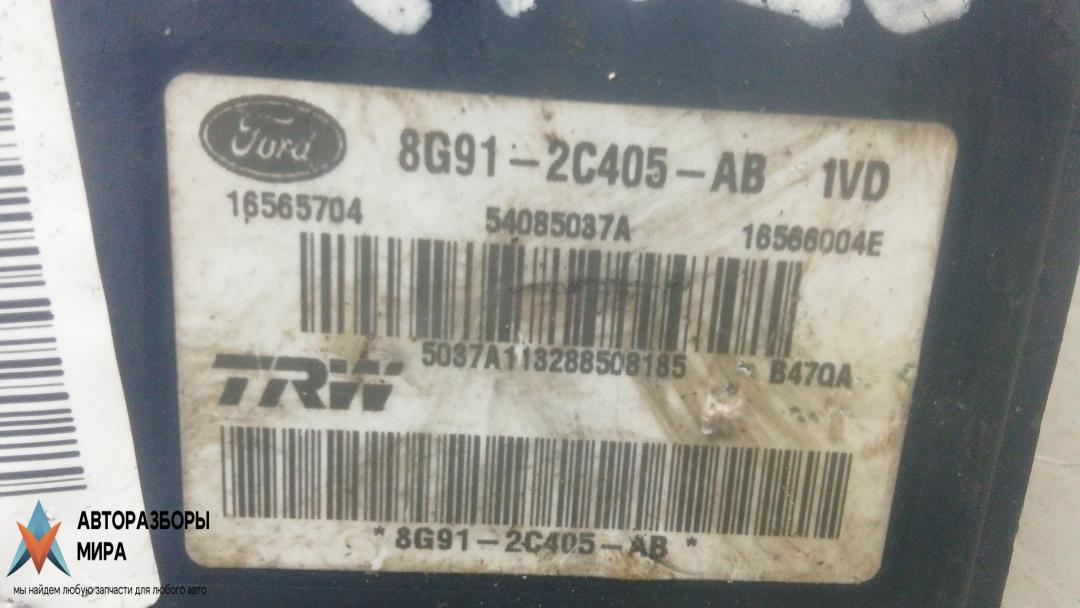 Ford
8G91-2C405-AB 1VD
16565704 54085037A 16566004E
5037A113288508185 B470A
TRW
* 8G91-2C405-AB *
АВТОРАЗБОРЫ
МИРА
мы найдем любую запчасти для любого авто